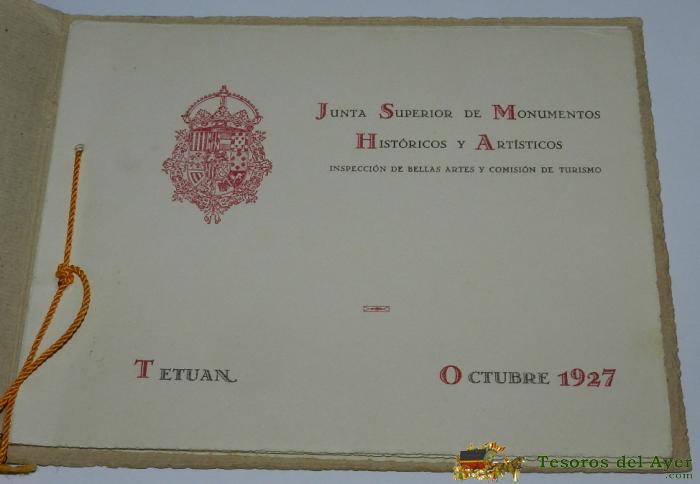 Junta Superior de Monumentos
Históricos y Artísticos
Inspección de Bellas Artes y Comisión de Turismo
Tetuan
Octubre 1927
Tesoros del Ayer
.com